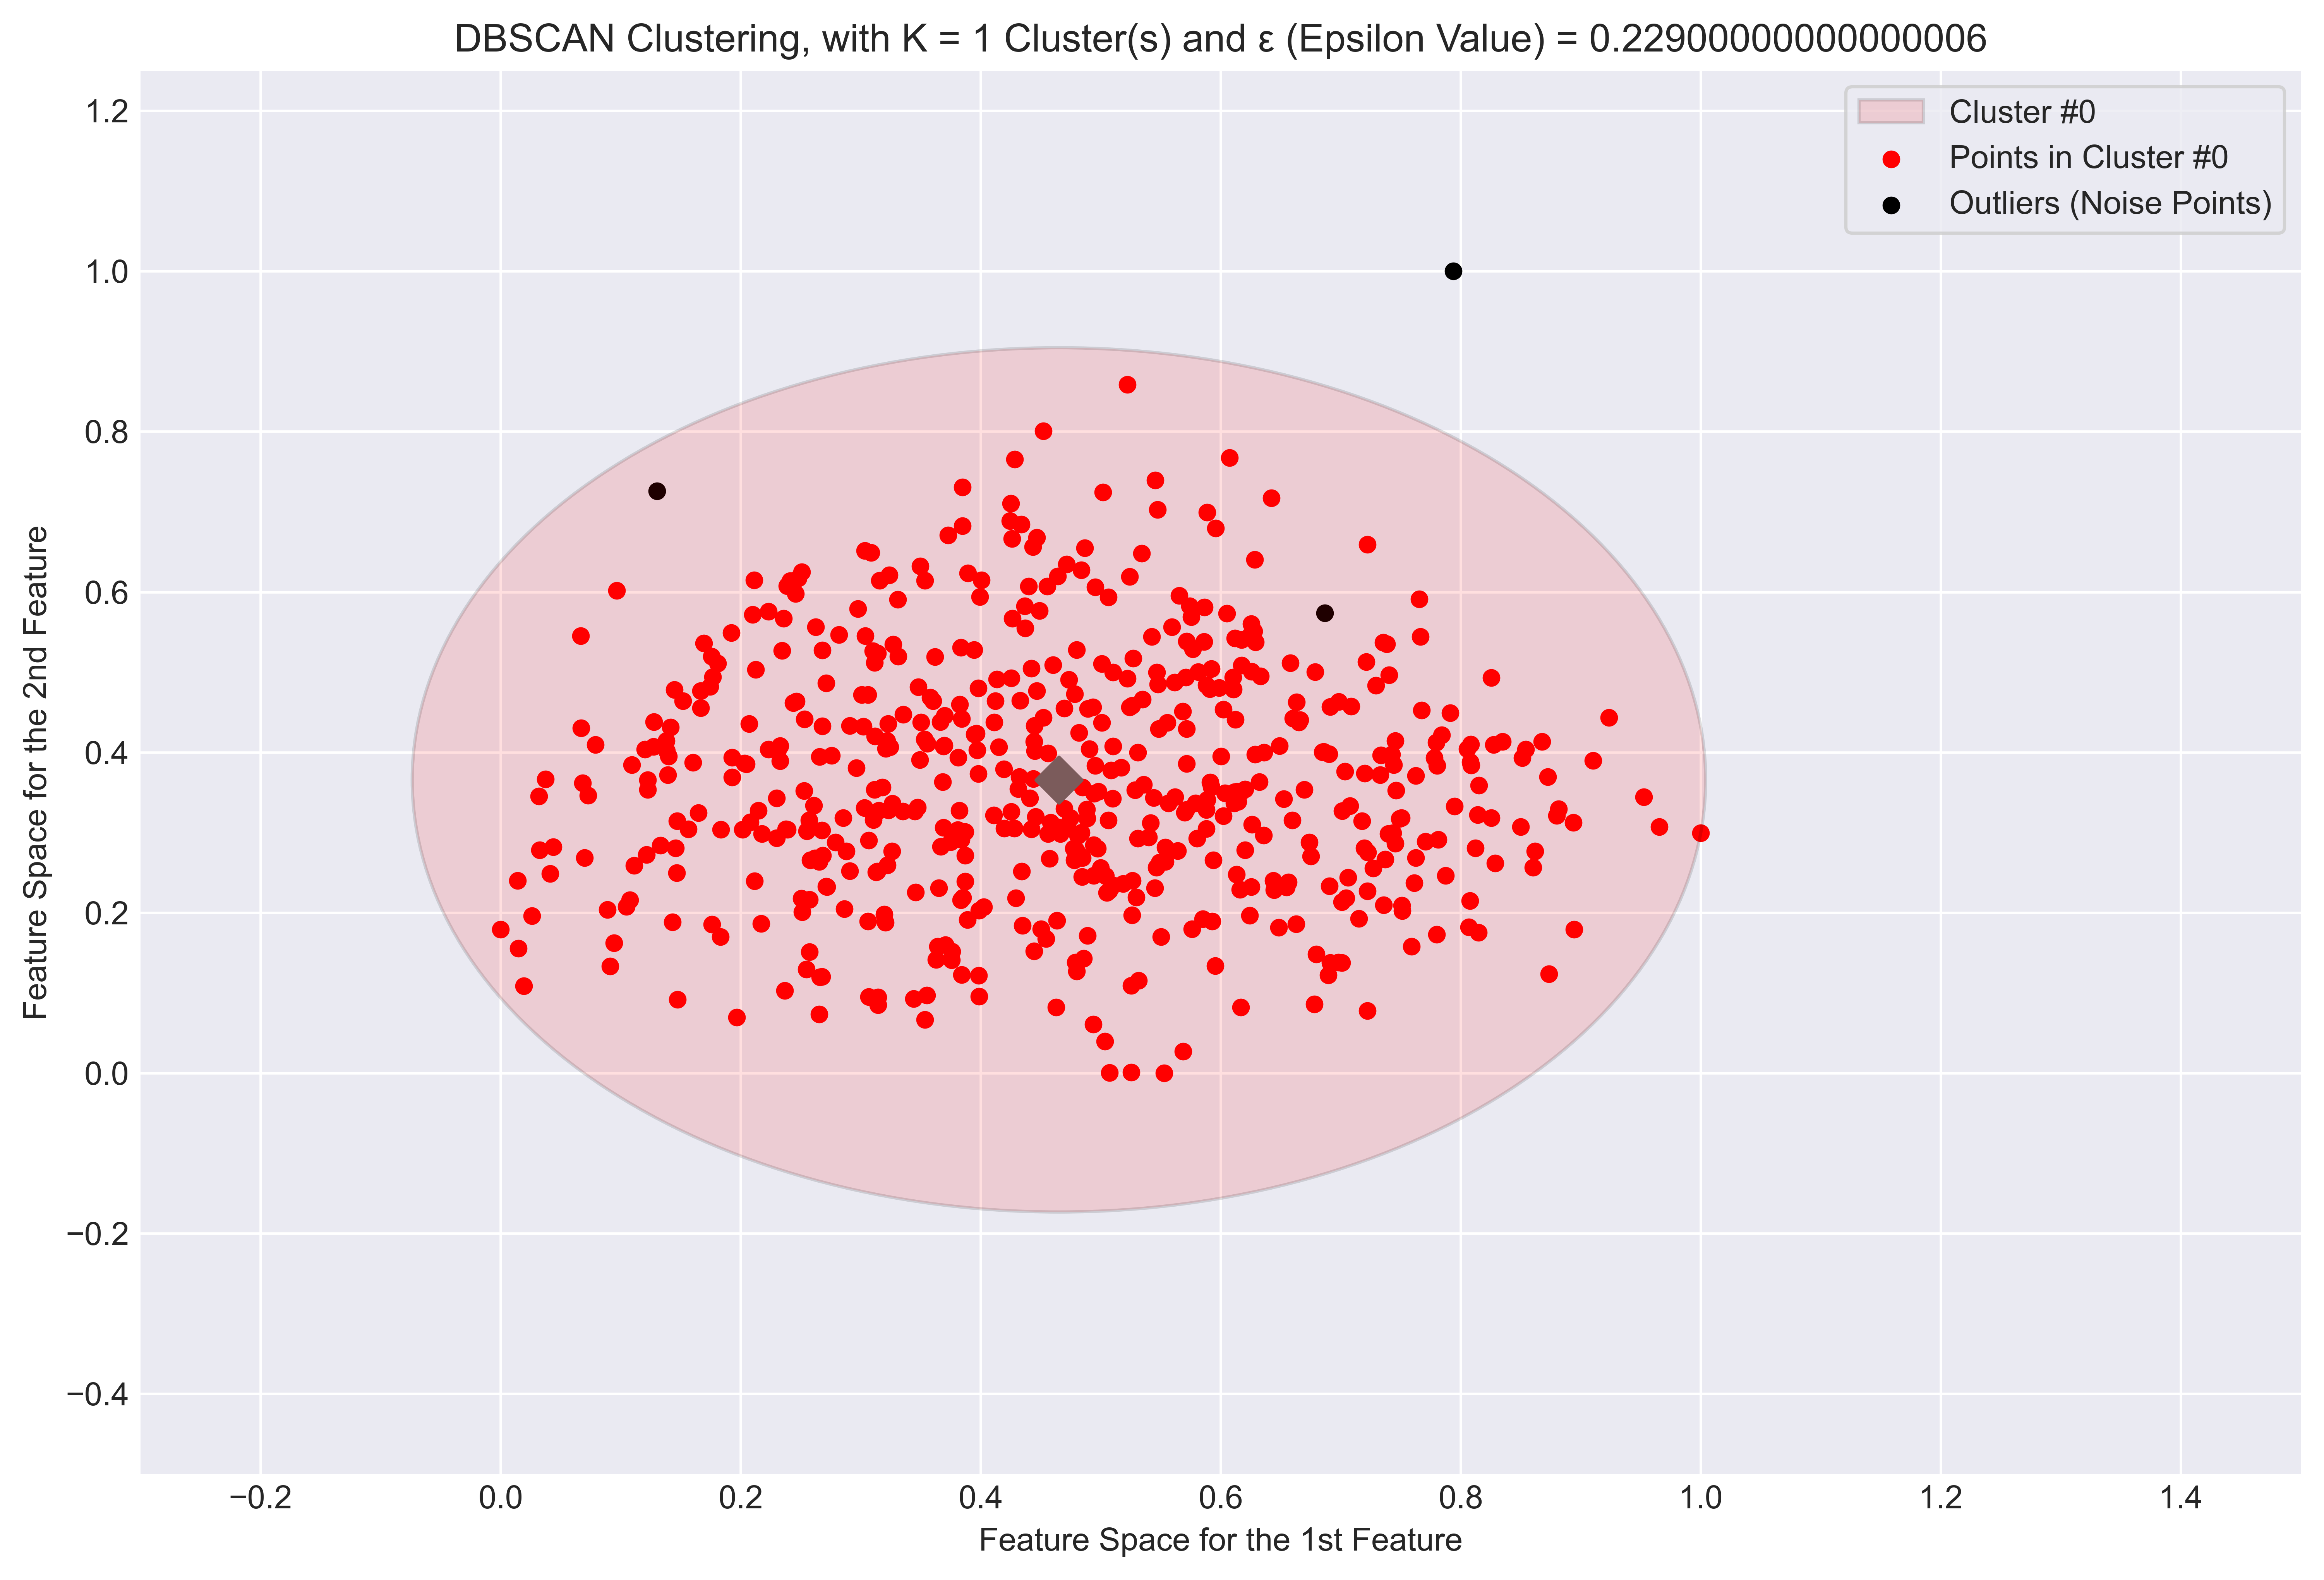 DBSCAN Clustering, with K = 1 Cluster(s) and ε (Epsilon Value) = 0.22900000000000006
Cluster #0
Points in Cluster #0
Outliers (Noise Points)
1.2
1.0
0.8
0.6
0.4
0.2
0.0
−0.2
−0.4
Feature Space for the 2nd Feature
−0.2 0.0 0.2 0.4 0.6 0.8 1.0 1.2 1.4
Feature Space for the 1st Feature